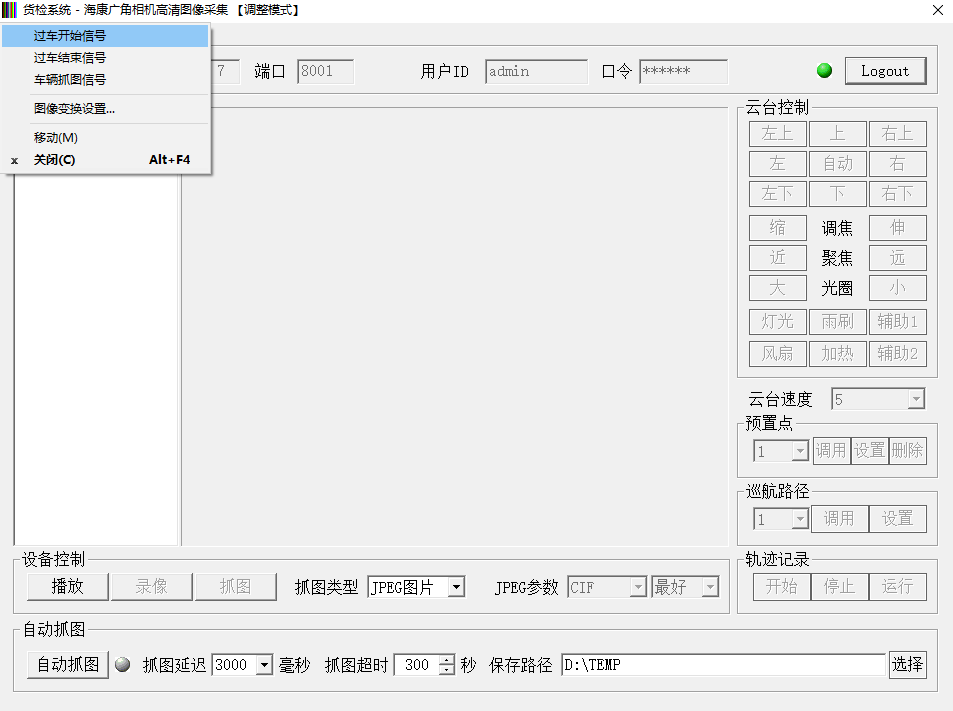 货检系统 - 海康广角相机高清图像采集 【调整模式】
过车开始信号
过车结束信号
车辆抓图信号
图像变换设置...
移动(M)
x 关闭(C) Alt+F4
7 端口 8001 用户ID admin 口令 ****** Logout
云台控制
左上 上 右上
左 自动 右
左下 下 右下
缩 调焦 伸
近 聚焦 远
大 光圈 小
灯光 雨刷 辅助1
风扇 加热 辅助2
云台速度 5
预置点
1 调用 设置 删除
巡航路径
1 调用 设置
设备控制
播放 录像 抓图 抓图类型 JPEG图片 JPEG参数 CIF 最好
轨迹记录
开始 停止 运行
自动抓图
自动抓图 抓图延迟 3000 毫秒 抓图超时 300 秒 保存路径 D:\TEMP 选择